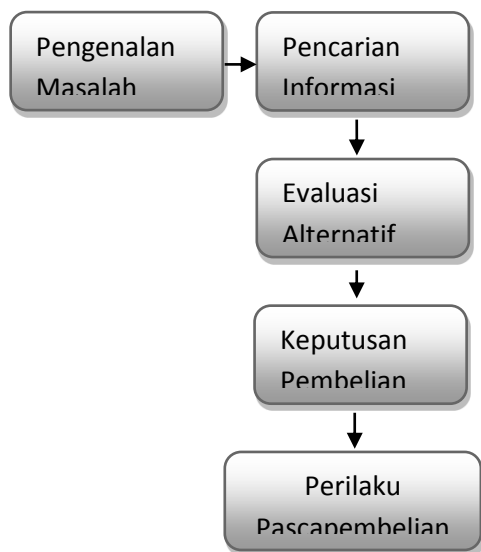 Pengenalan
Masalah
Pencarian
Informasi
Evaluasi
Alternatif
Keputusan
Pembelian
Perilaku
Pascapembelian